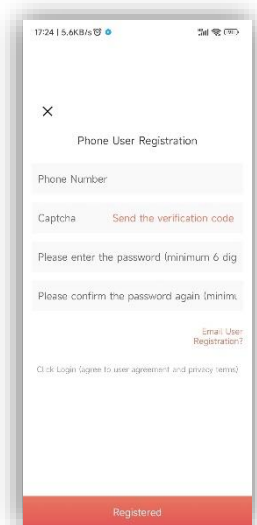 17:24 | 5.6KB/s
Phone User Registration
Phone Number
Captcha Send the verification code
Please enter the password (minimum 6 dig
Please confirm the password again (minimu
Email User
Registration?
Click Login (agree to user agreement and privacy terms)
Registered